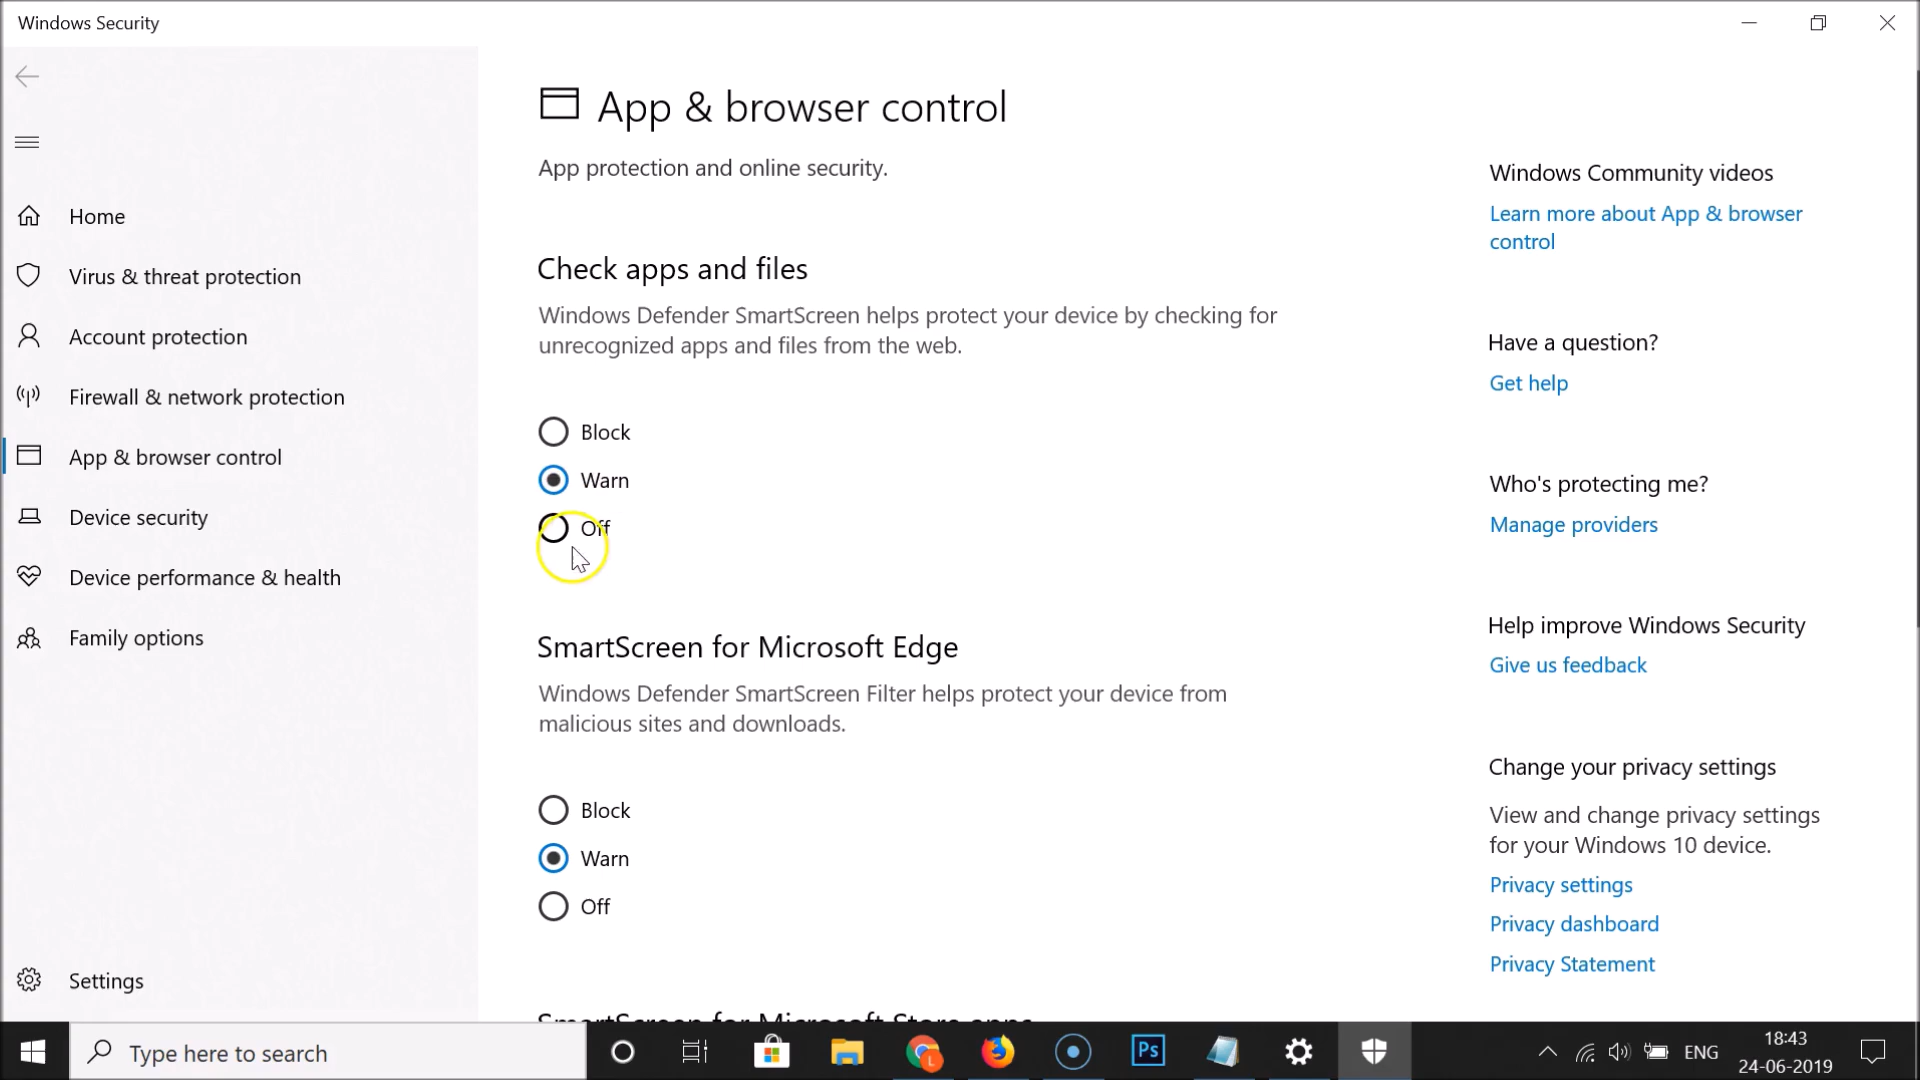 Windows Security
Home
Virus & threat protection
Account protection
Firewall & network protection
App & browser control
Device security
Device performance & health
Family options
Settings
App & browser control
App protection and online security.
Check apps and files
Windows Defender SmartScreen helps protect your device by checking for
unrecognized apps and files from the web.
Block
Warn
Off
SmartScreen for Microsoft Edge
Windows Defender SmartScreen Filter helps protect your device from
malicious sites and downloads.
Block
Warn
Off
SmartScreen for Microsoft Store apps
Windows Community videos
Learn more about App & browser
control
Have a question?
Get help
Who's protecting me?
Manage providers
Help improve Windows Security
Give us feedback
Change your privacy settings
View and change privacy settings
for your Windows 10 device.
Privacy settings
Privacy dashboard
Privacy Statement
Type here to search
L
Ps
ENG
18:43
24-06-2019